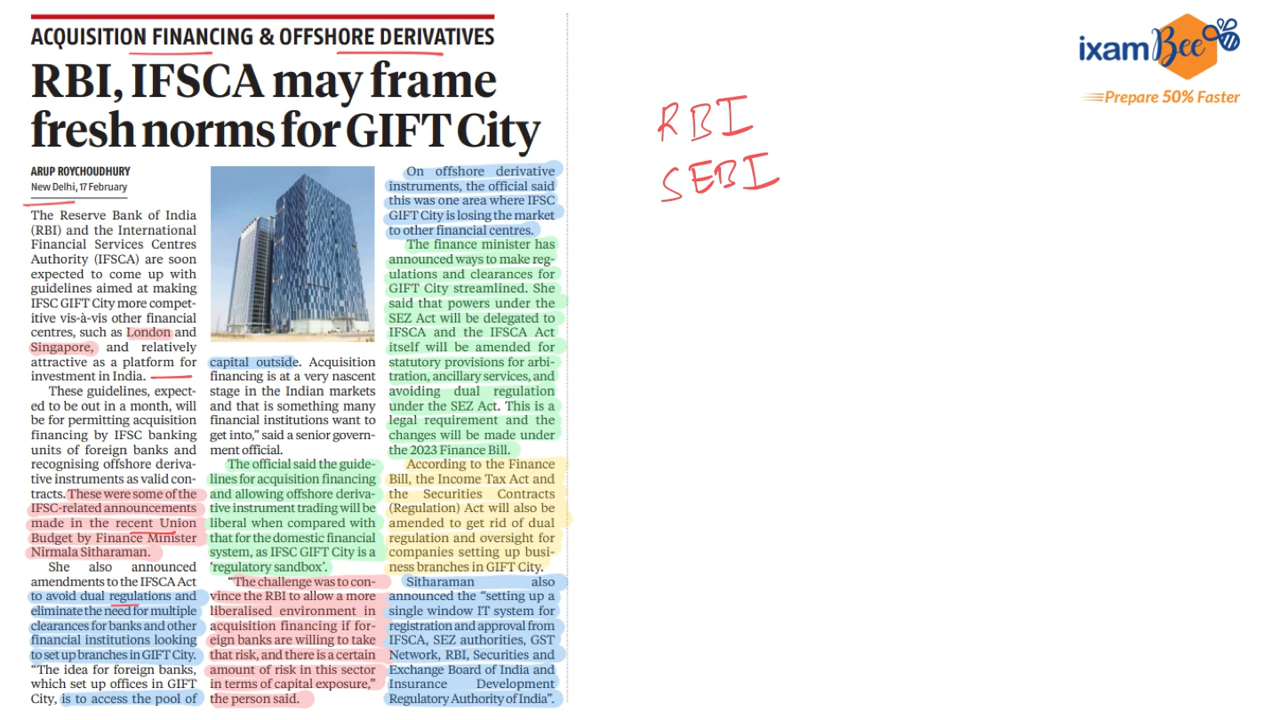 ACQUISITION FINANCING & OFFSHORE DERIVATIVES
RBI, IFSCA may frame
fresh norms for GIFT City
ARUP ROYCHOUDHURY
New Delhi, 17 February
The Reserve Bank of India
(RBI) and the International
Financial Services Centres
Authority (IFSCA) are soon
expected to come up with
guidelines aimed at making
IFSC GIFT City more compet-
itive vis-à-vis other financial
centres, such as London and
Singapore, and relatively
attractive as a platform for
investment in India.
These guidelines, expect-
ed to be out in a month, will
be for permitting acquisition
financing by IFSC banking
units of foreign banks and
recognising offshore deriva-
tive instruments as valid con-
tracts. These were some of the
IFSC-related announcements
made in the recent Union
Budget by Finance Minister
Nirmala Sitharaman.
She also announced
amendments to the IFSCA Act
to avoid dual regulations and
eliminate the need for multiple
clearances for banks and other
financial institutions looking
to set up branches in GIFT City.
“The idea for foreign banks,
which set up offices in GIFT
City, is to access the pool of
capital outside. Acquisition
financing is at a very nascent
stage in the Indian markets
and that is something many
financial institutions want to
get into,” said a senior govern-
ment official.
The official said the guide-
lines for acquisition financing
and allowing offshore deriva-
tive instrument trading will be
liberal when compared with
that for the domestic financial
system, as IFSC GIFT City is a
‘regulatory sandbox’.
“The challenge was to con-
vince the RBI to allow a more
liberalised environment in
acquisition financing if for-
eign banks are willing to take
that risk, and there is a certain
amount of risk in this sector
in terms of capital exposure,”
the person said.
On offshore derivative
instruments, the official said
this was one area where IFSC
GIFT City is losing the market
to other financial centres.
The finance minister has
announced ways to make reg-
ulations and clearances for
GIFT City streamlined. She
said that powers under the
SEZ Act will be delegated to
IFSCA and the IFSCA Act
itself will be amended for
statutory provisions for arbi-
tration, ancillary services, and
avoiding dual regulation
under the SEZ Act. This is a
legal requirement and the
changes will be made under
the 2023 Finance Bill.
According to the Finance
Bill, the Income Tax Act and
the Securities Contracts
(Regulation) Act will also be
amended to get rid of dual
regulation and oversight for
companies setting up busi-
ness branches in GIFT City.
Sitharaman also
announced the “setting up a
single window IT system for
registration and approval from
IFSCA, SEZ authorities, GST
Network, RBI, Securities and
Exchange Board of India and
Insurance Development
Regulatory Authority of India”.
RBI
SEBI
ixamBee
Prepare 50% Faster